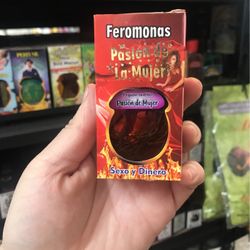 Feromonas
Pasión de
La Mujer
Pasión de Mujer
Sexo y Dinero